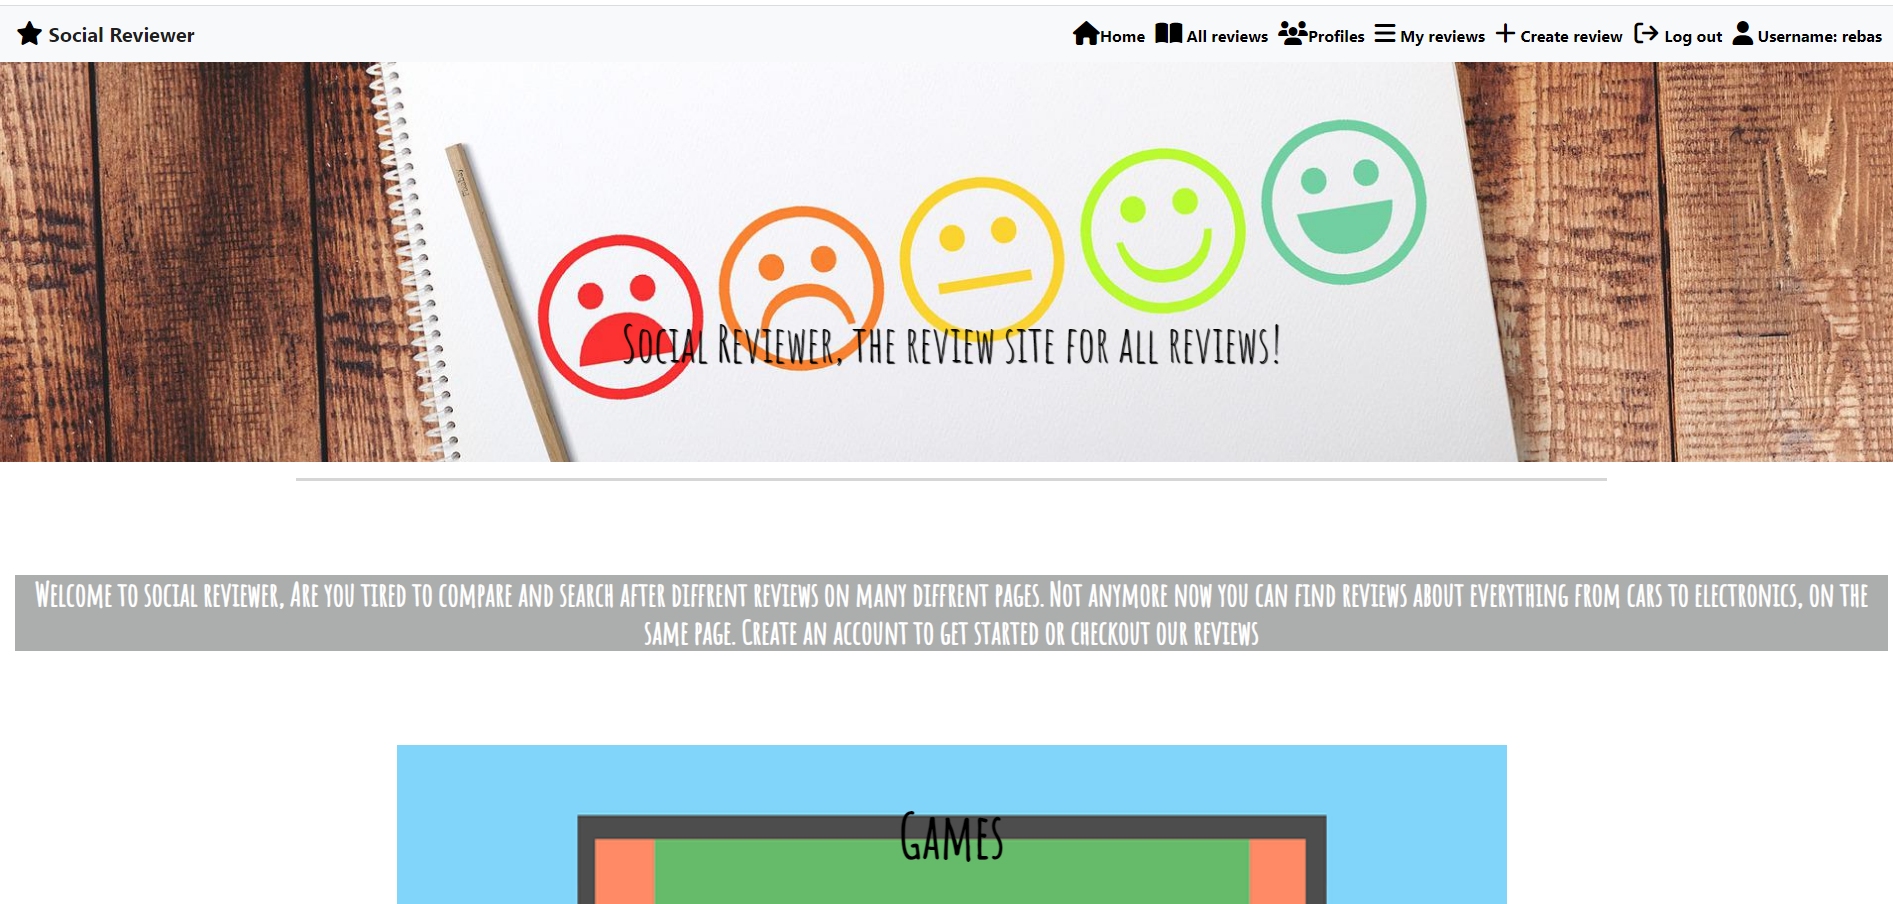 Social Reviewer
Home All reviews Profiles My reviews Create review Log out Username: rebas
Social Reviewer, the review site for all reviews!
Welcome to social reviewer, Are you tired to compare and search after diffrent reviews on many diffrent pages. Not anymore now you can find reviews about everything from cars to electronics, on the
same page. Create an account to get started or checkout our reviews
Games